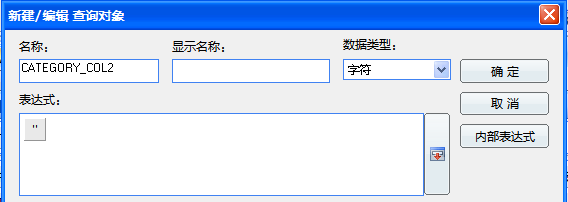 新建/编辑 查询对象
名称： 显示名称： 数据类型：
CATEGORY_COL2 字符 确 定
表达式： 取 消
'' 内部表达式